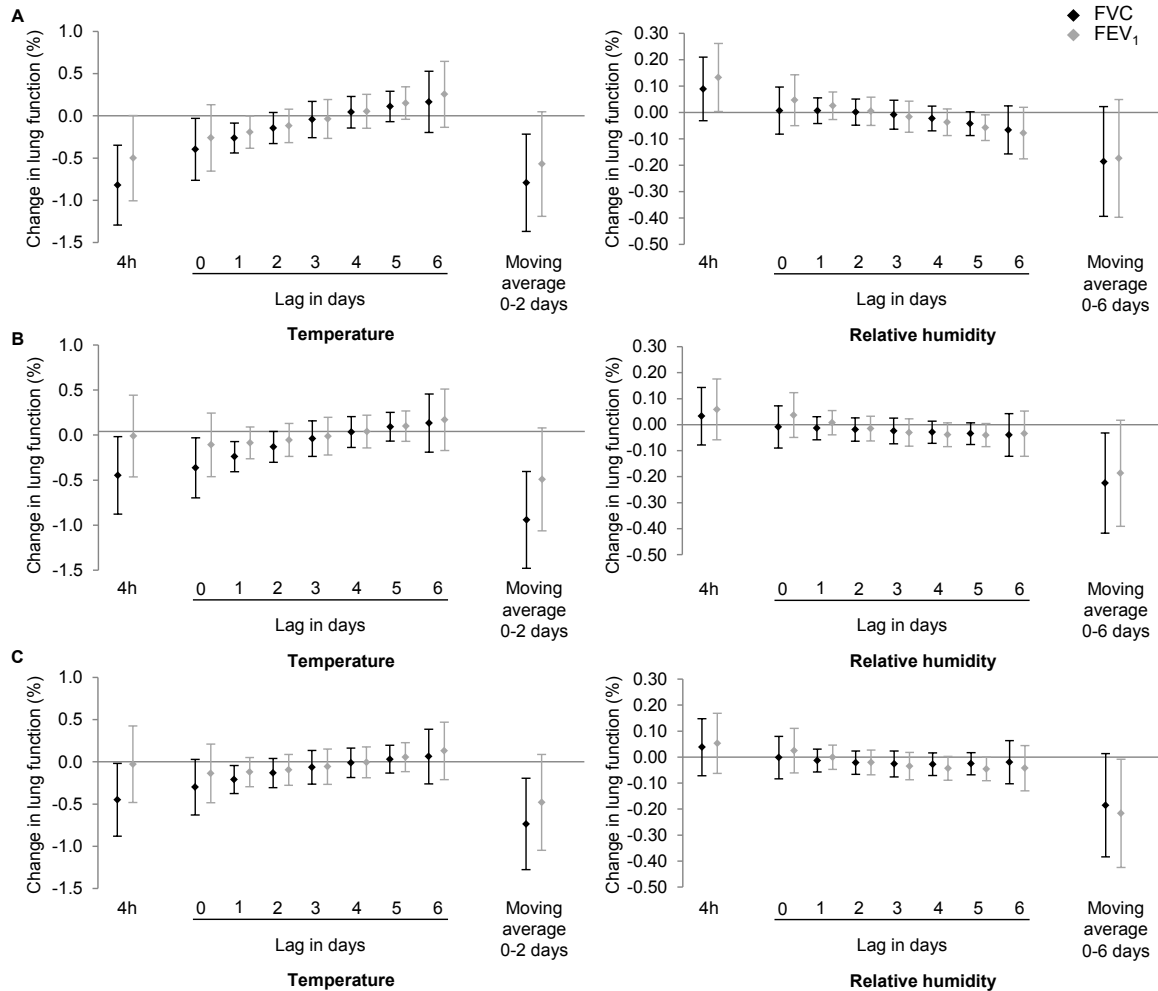 A
Change in lung function (%)
1.0
0.5
0.0
-0.5
-1.0
-1.5
4h
0 1 2 3 4 5 6
Lag in days
Moving
average
0-2 days
Temperature
FVC
FEV₁
Change in lung function (%)
0.30
0.20
0.10
0.00
-0.10
-0.20
-0.30
-0.40
-0.50
4h
0 1 2 3 4 5 6
Lag in days
Moving
average
0-6 days
Relative humidity
B
Change in lung function (%)
1.0
0.5
0.0
-0.5
-1.0
-1.5
4h
0 1 2 3 4 5 6
Lag in days
Moving
average
0-2 days
Temperature
Change in lung function (%)
0.30
0.20
0.10
0.00
-0.10
-0.20
-0.30
-0.40
-0.50
4h
0 1 2 3 4 5 6
Lag in days
Moving
average
0-6 days
Relative humidity
C
Change in lung function (%)
1.0
0.5
0.0
-0.5
-1.0
-1.5
4h
0 1 2 3 4 5 6
Lag in days
Moving
average
0-2 days
Temperature
Change in lung function (%)
0.30
0.20
0.10
0.00
-0.10
-0.20
-0.30
-0.40
-0.50
4h
0 1 2 3 4 5 6
Lag in days
Moving
average
0-6 days
Relative humidity